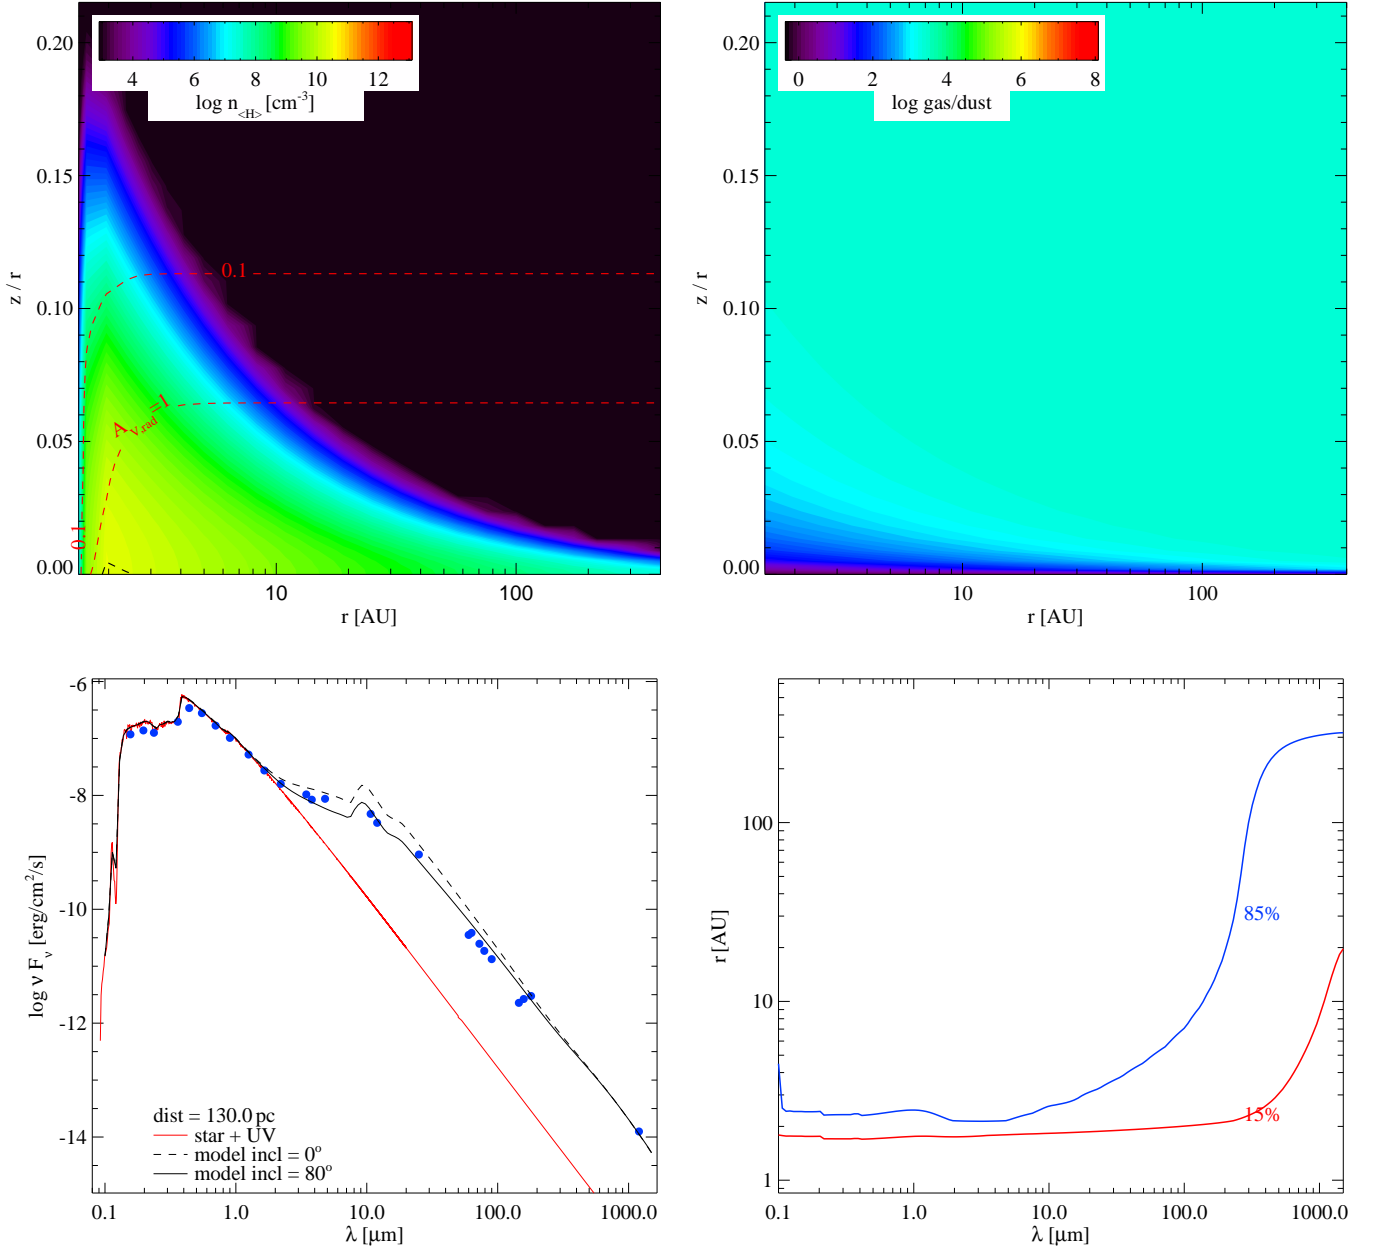 0.20
0.15
0.10
0.05
0.00
z / r
4 6 8 10 12
log n<H> [cm-3]
0.1
AV,rad=1
0.1
10 100
r [AU]
0.20
0.15
0.10
0.05
0.00
z / r
0 2 4 6 8
log gas/dust
10 100
r [AU]
-6
-8
-10
-12
-14
log ν Fν [erg/cm2/s]
dist = 130.0 pc
star + UV
model incl = 0o
model incl = 80o
0.1 1.0 10.0 100.0 1000.0
λ [μm]
100
10
1
r [AU]
85%
15%
0.1 1.0 10.0 100.0 1000.0
λ [μm]